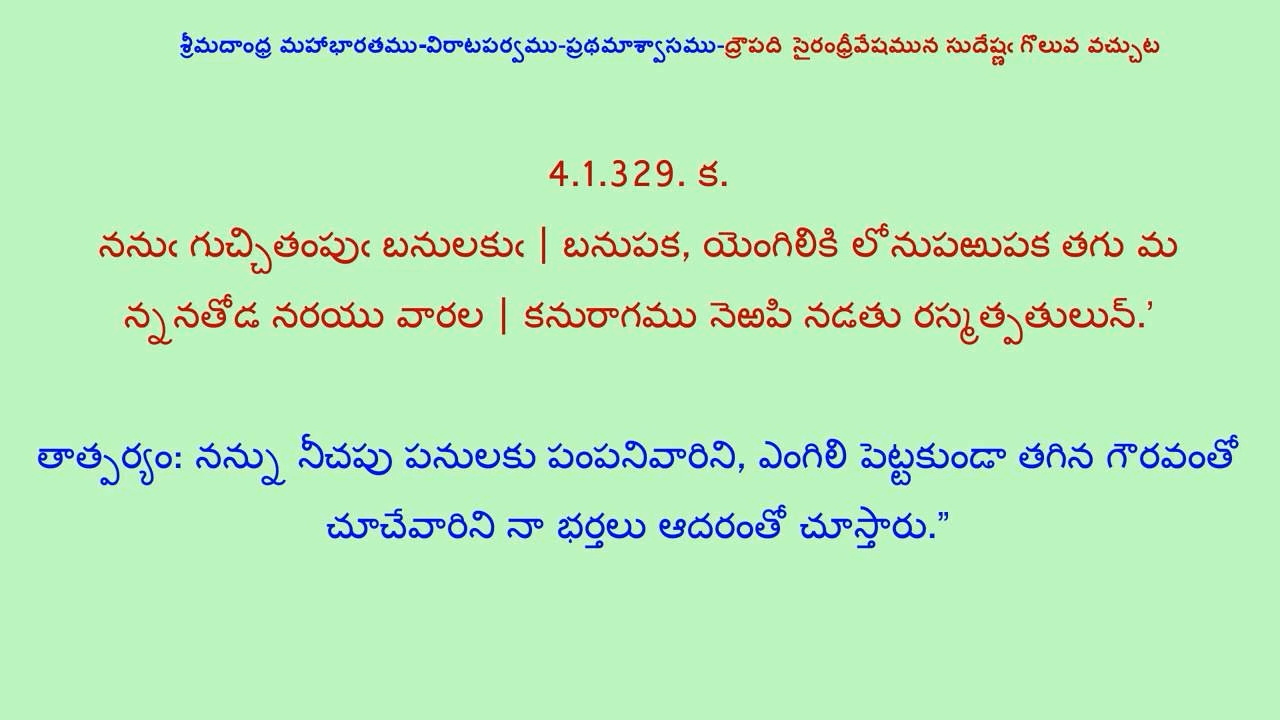 శ్రీమదాంధ్ర మహాభారతము-విరాటపర్వము-ప్రథమాశ్వాసము-ద్రౌపది సైరంధ్రీవేషమున సుదేష్ణఁ గొలువ వచ్చుట
4.1.329. క.
ననుఁ గుచ్చితంపుఁ బనులకుఁ | బనుపక, యెంగిలికి లోనుపఱుపక తగు మ
న్ననతోడ నరయు వారల | కనురాగము నెఱపి నడతు రస్మత్పతులున్.’
తాత్పర్యం: నన్ను నీచపు పనులకు పంపనివారిని, ఎంగిలి పెట్టకుండా తగిన గౌరవంతో
చూచేవారిని నా భర్తలు ఆదరంతో చూస్తారు.”